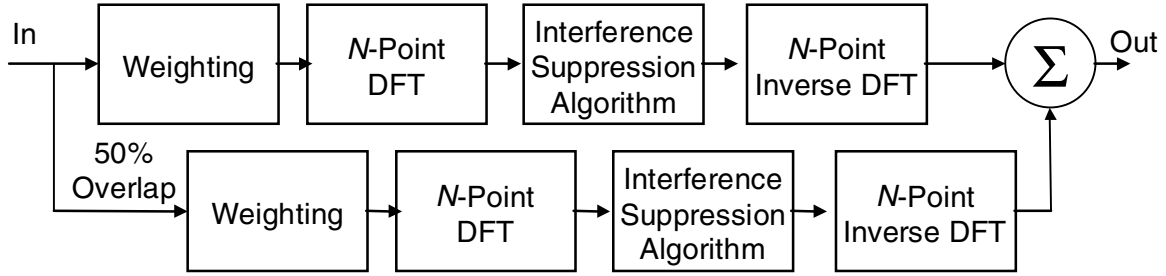 In
Weighting
N-Point
DFT
Interference
Suppression
Algorithm
N-Point
Inverse DFT
Σ
Out
50%
Overlap
Weighting
N-Point
DFT
Interference
Suppression
Algorithm
N-Point
Inverse DFT